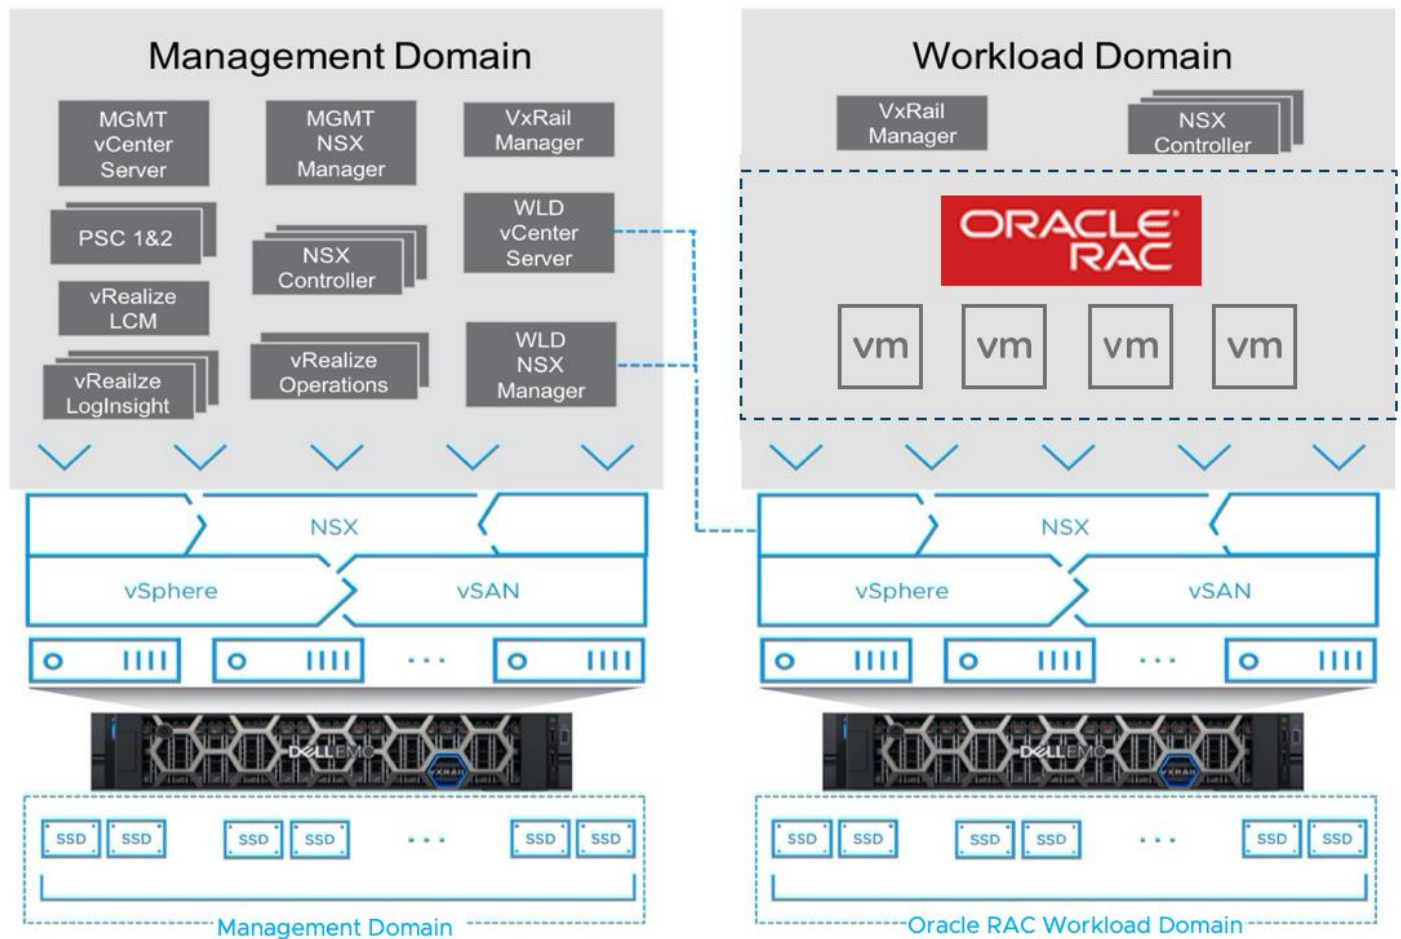 Management Domain
MGMT
vCenter
Server
MGMT
NSX
Manager
VxRail
Manager
PSC 1&2
NSX
Controller
WLD
vCenter
Server
vRealize
LCM
vReailze
LogInsight
vRealize
Operations
WLD
NSX
Manager
NSX
vSphere
vSAN
...
DELLEMC
VXRAIL
SSD
SSD
SSD
SSD
...
SSD
SSD
Management Domain
Workload Domain
VxRail
Manager
NSX
Controller
ORACLE®
RAC
vm
vm
vm
vm
NSX
vSphere
vSAN
...
DELLEMC
VXRAIL
SSD
SSD
SSD
SSD
...
SSD
SSD
Oracle RAC Workload Domain